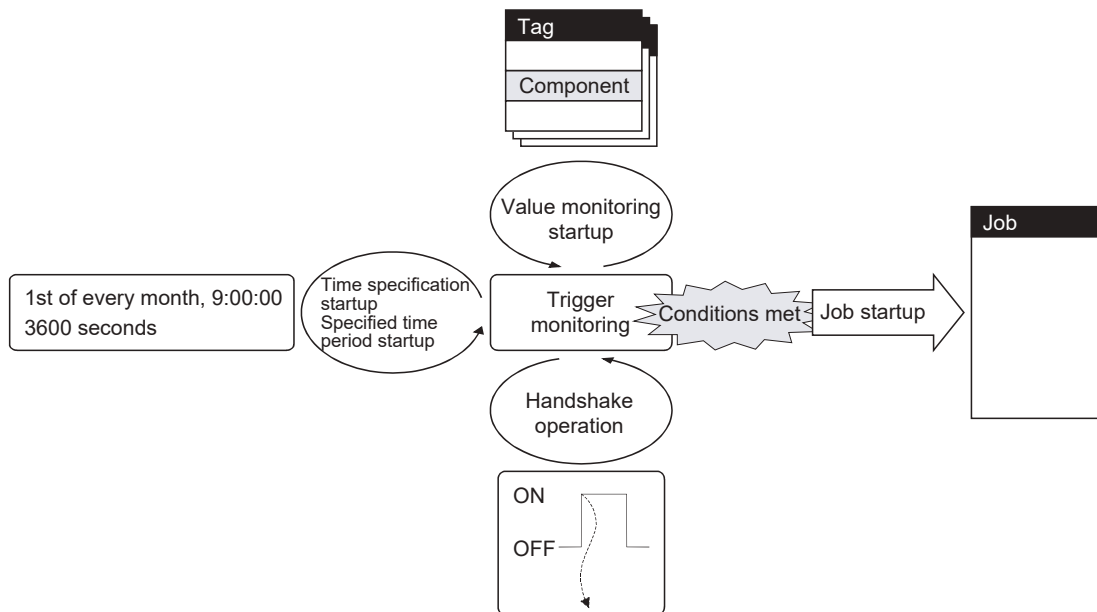 Tag
Component
Value monitoring
startup
Job
1st of every month, 9:00:00
3600 seconds
Time specification
startup
Specified time
period startup
Trigger
monitoring
Conditions met
Job startup
Handshake
operation
ON
OFF